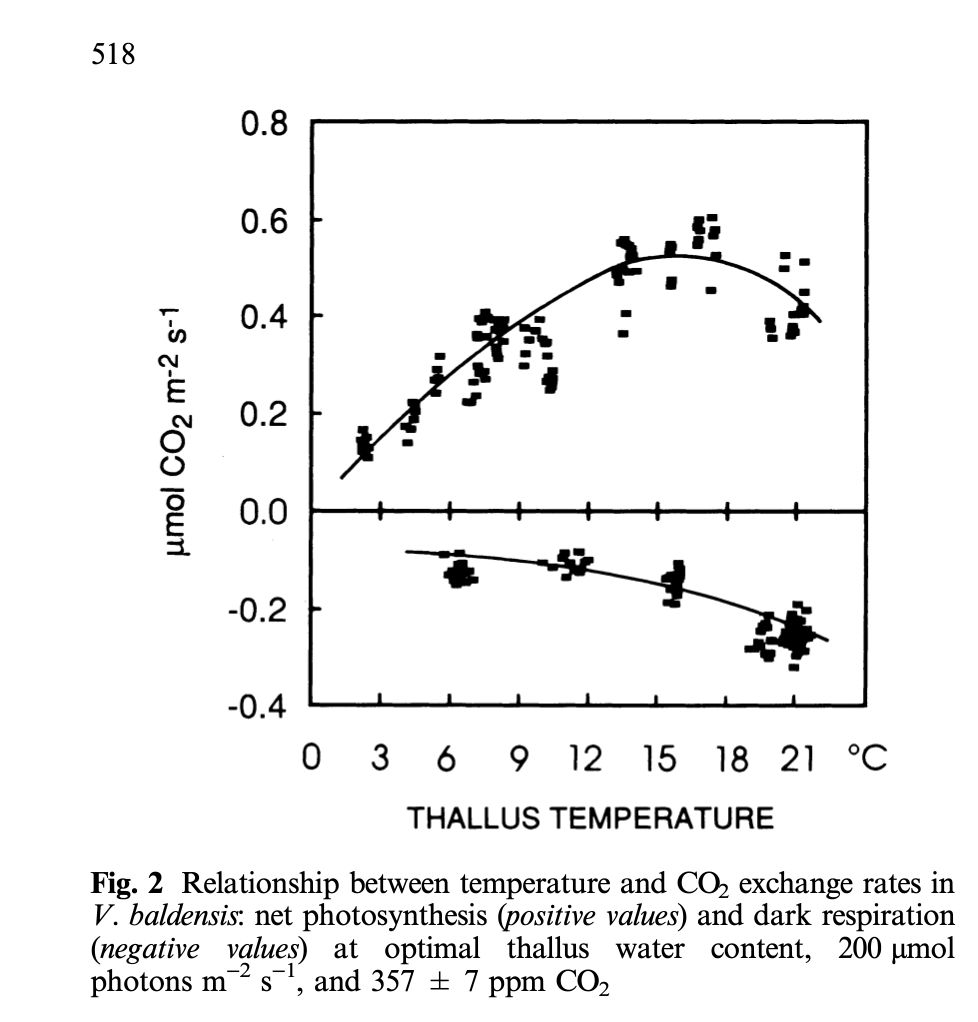 518
0.8
0.6
0.4
0.2
0.0
-0.2
-0.4
µmol CO₂ m⁻² s⁻¹
0 3 6 9 12 15 18 21 °C
THALLUS TEMPERATURE
Fig. 2 Relationship between temperature and CO₂ exchange rates in
V. baldensis: net photosynthesis (positive values) and dark respiration
(negative values) at optimal thallus water content, 200 µmol
photons m⁻² s⁻¹, and 357 ± 7 ppm CO₂